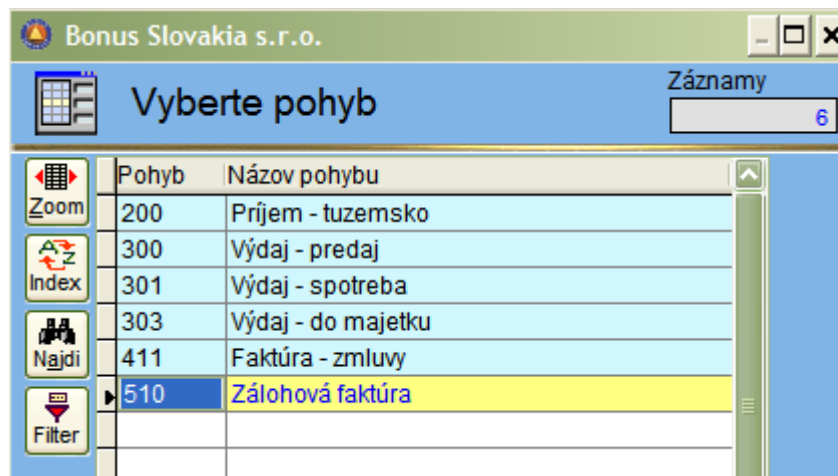 Bonus Slovakia s.r.o.
Vyberte pohyb
Záznamy
6
Zoom
Index
Najdi
Filter
Pohyb Názov pohybu
200 Príjem - tuzemsko
300 Výdaj - predaj
301 Výdaj - spotreba
303 Výdaj - do majetku
411 Faktúra - zmluvy
510 Zálohová faktúra